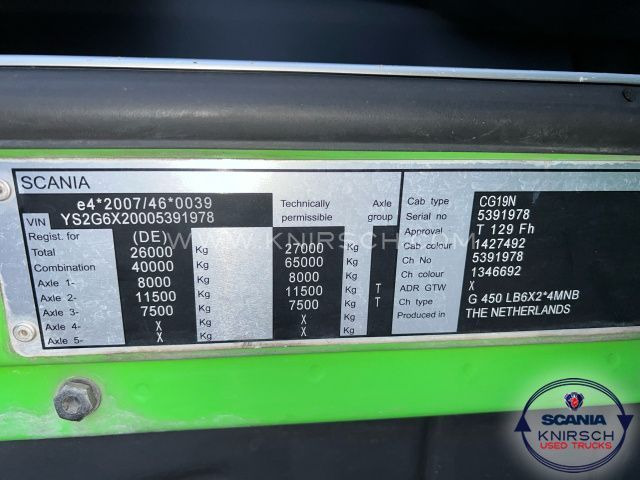 SCANIA
e4*2007/46*0039
VIN YS2G6X20005391978
Technically permissible
Axle group
Regist. for (DE)
Total 26000 Kg 27000 Kg
Combination 40000 Kg 65000 Kg
Axle 1- 8000 Kg 8000 Kg
Axle 2- 11500 Kg 11500 Kg T
Axle 3- 7500 Kg 7500 Kg T
Axle 4- X Kg X Kg
Axle 5- X Kg X Kg
Cab type CG19N
Serial no 5391978
Approval T 129 Fh
Cab colour 1427492
Ch No 5391978
Ch colour 1346692
ADR GTW X
Ch type G 450 LB6X2*4MNB
Produced in THE NETHERLANDS
WWW.KNIRSCH.COM
SCANIA
KNIRSCH
USED TRUCKS